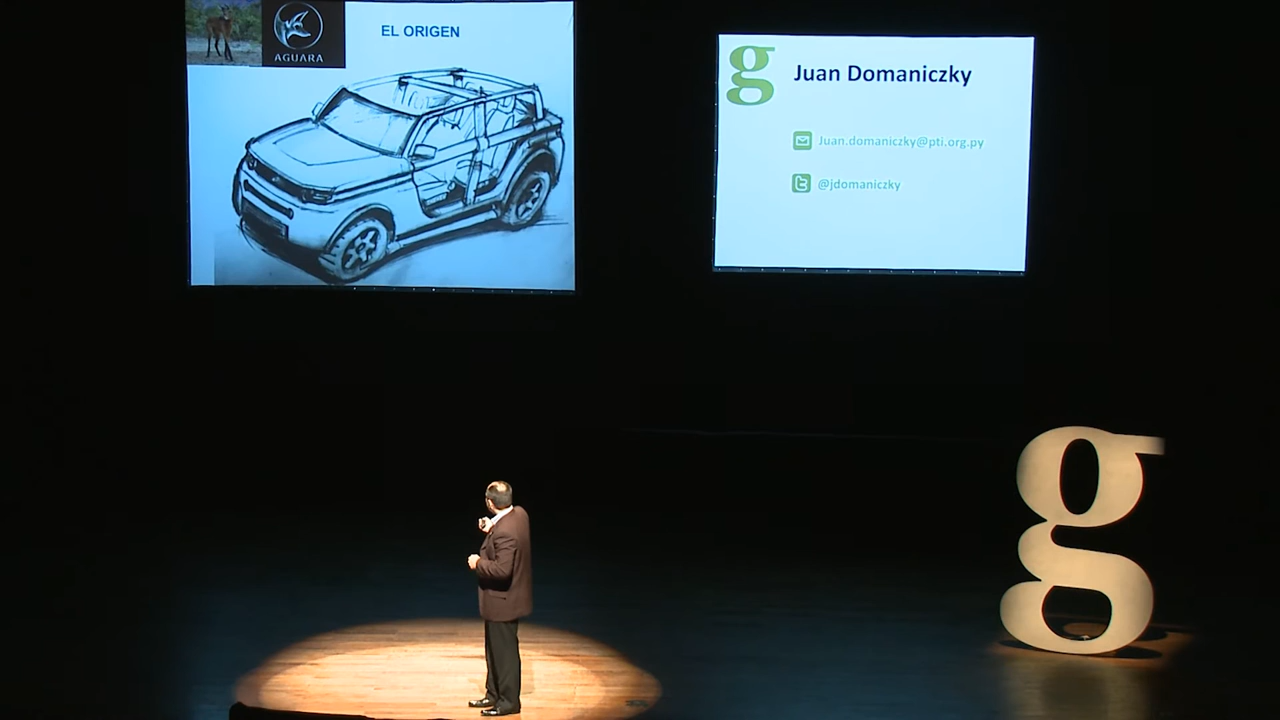 AGUARA
EL ORIGEN
g
Juan Domaniczky
Juan.domaniczky@pti.org.py
@jdomaniczky
g